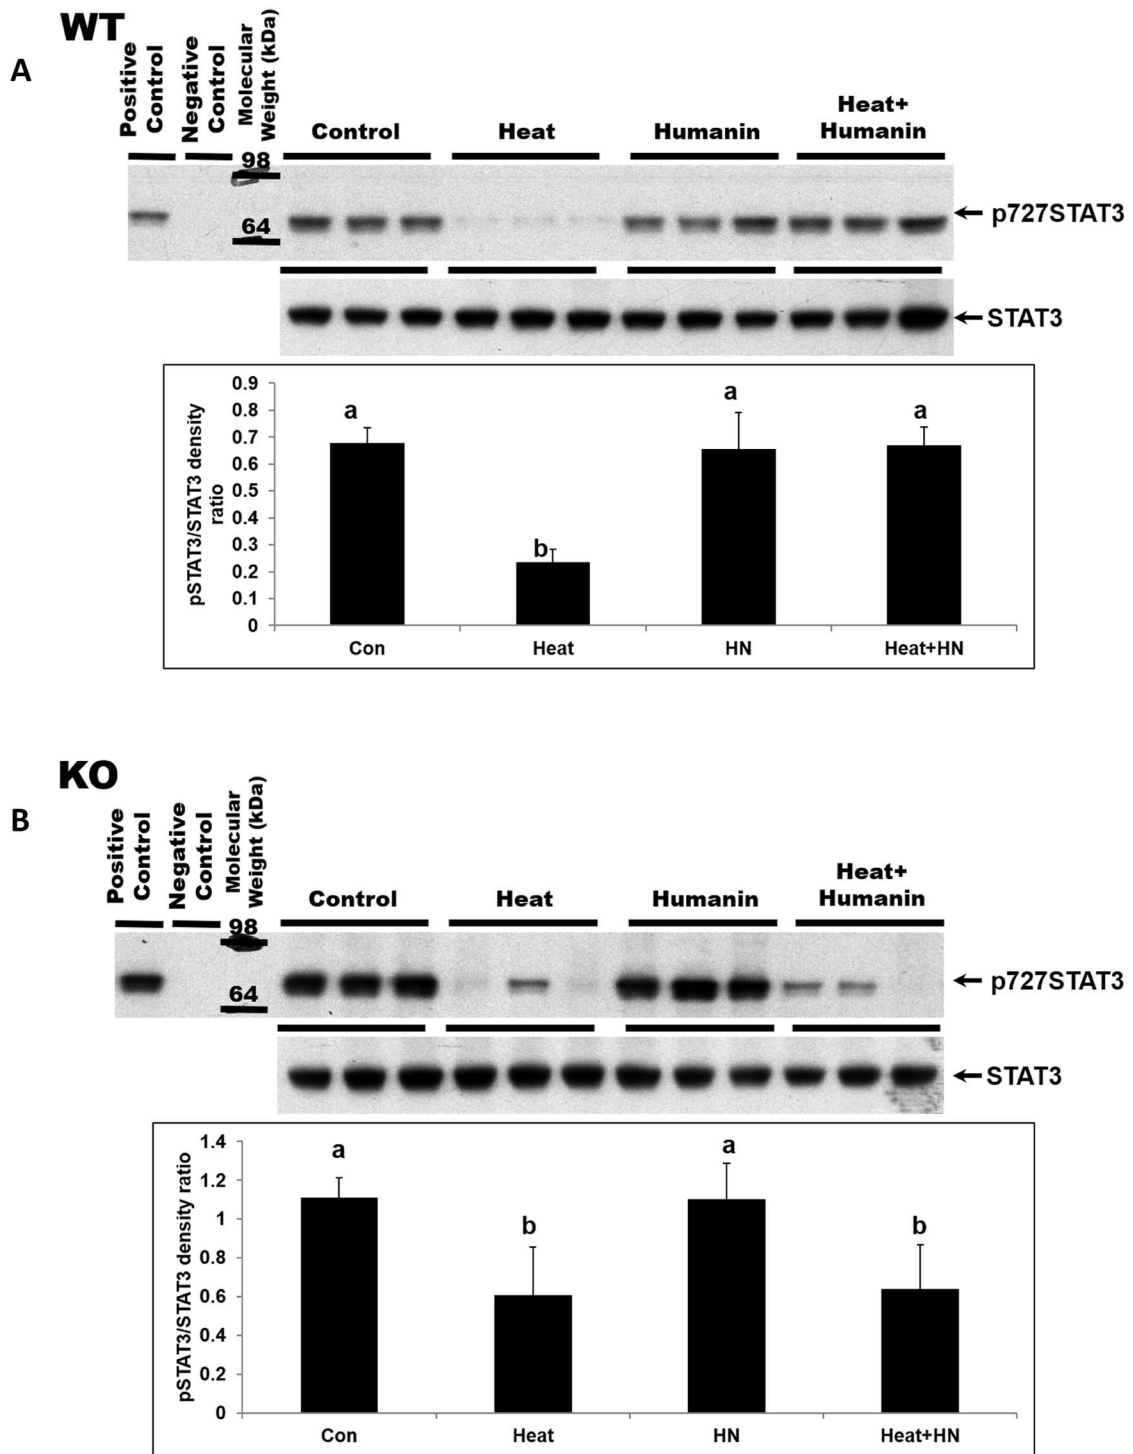 WT
A
Positive
Control
Negative
Control
Molecular
Weight (kDa)
Control
Heat
Humanin
Heat+
Humanin
98
64
p727STAT3
STAT3
pSTAT3/STAT3 density
ratio
0.9
0.8
0.7
0.6
0.5
0.4
0.3
0.2
0.1
0
a
b
a
a
Con
Heat
HN
Heat+HN
KO
B
Positive
Control
Negative
Control
Molecular
Weight (kDa)
Control
Heat
Humanin
Heat+
Humanin
98
64
p727STAT3
STAT3
pSTAT3/STAT3 density ratio
1.4
1.2
1
0.8
0.6
0.4
0.2
0
a
b
a
b
Con
Heat
HN
Heat+HN